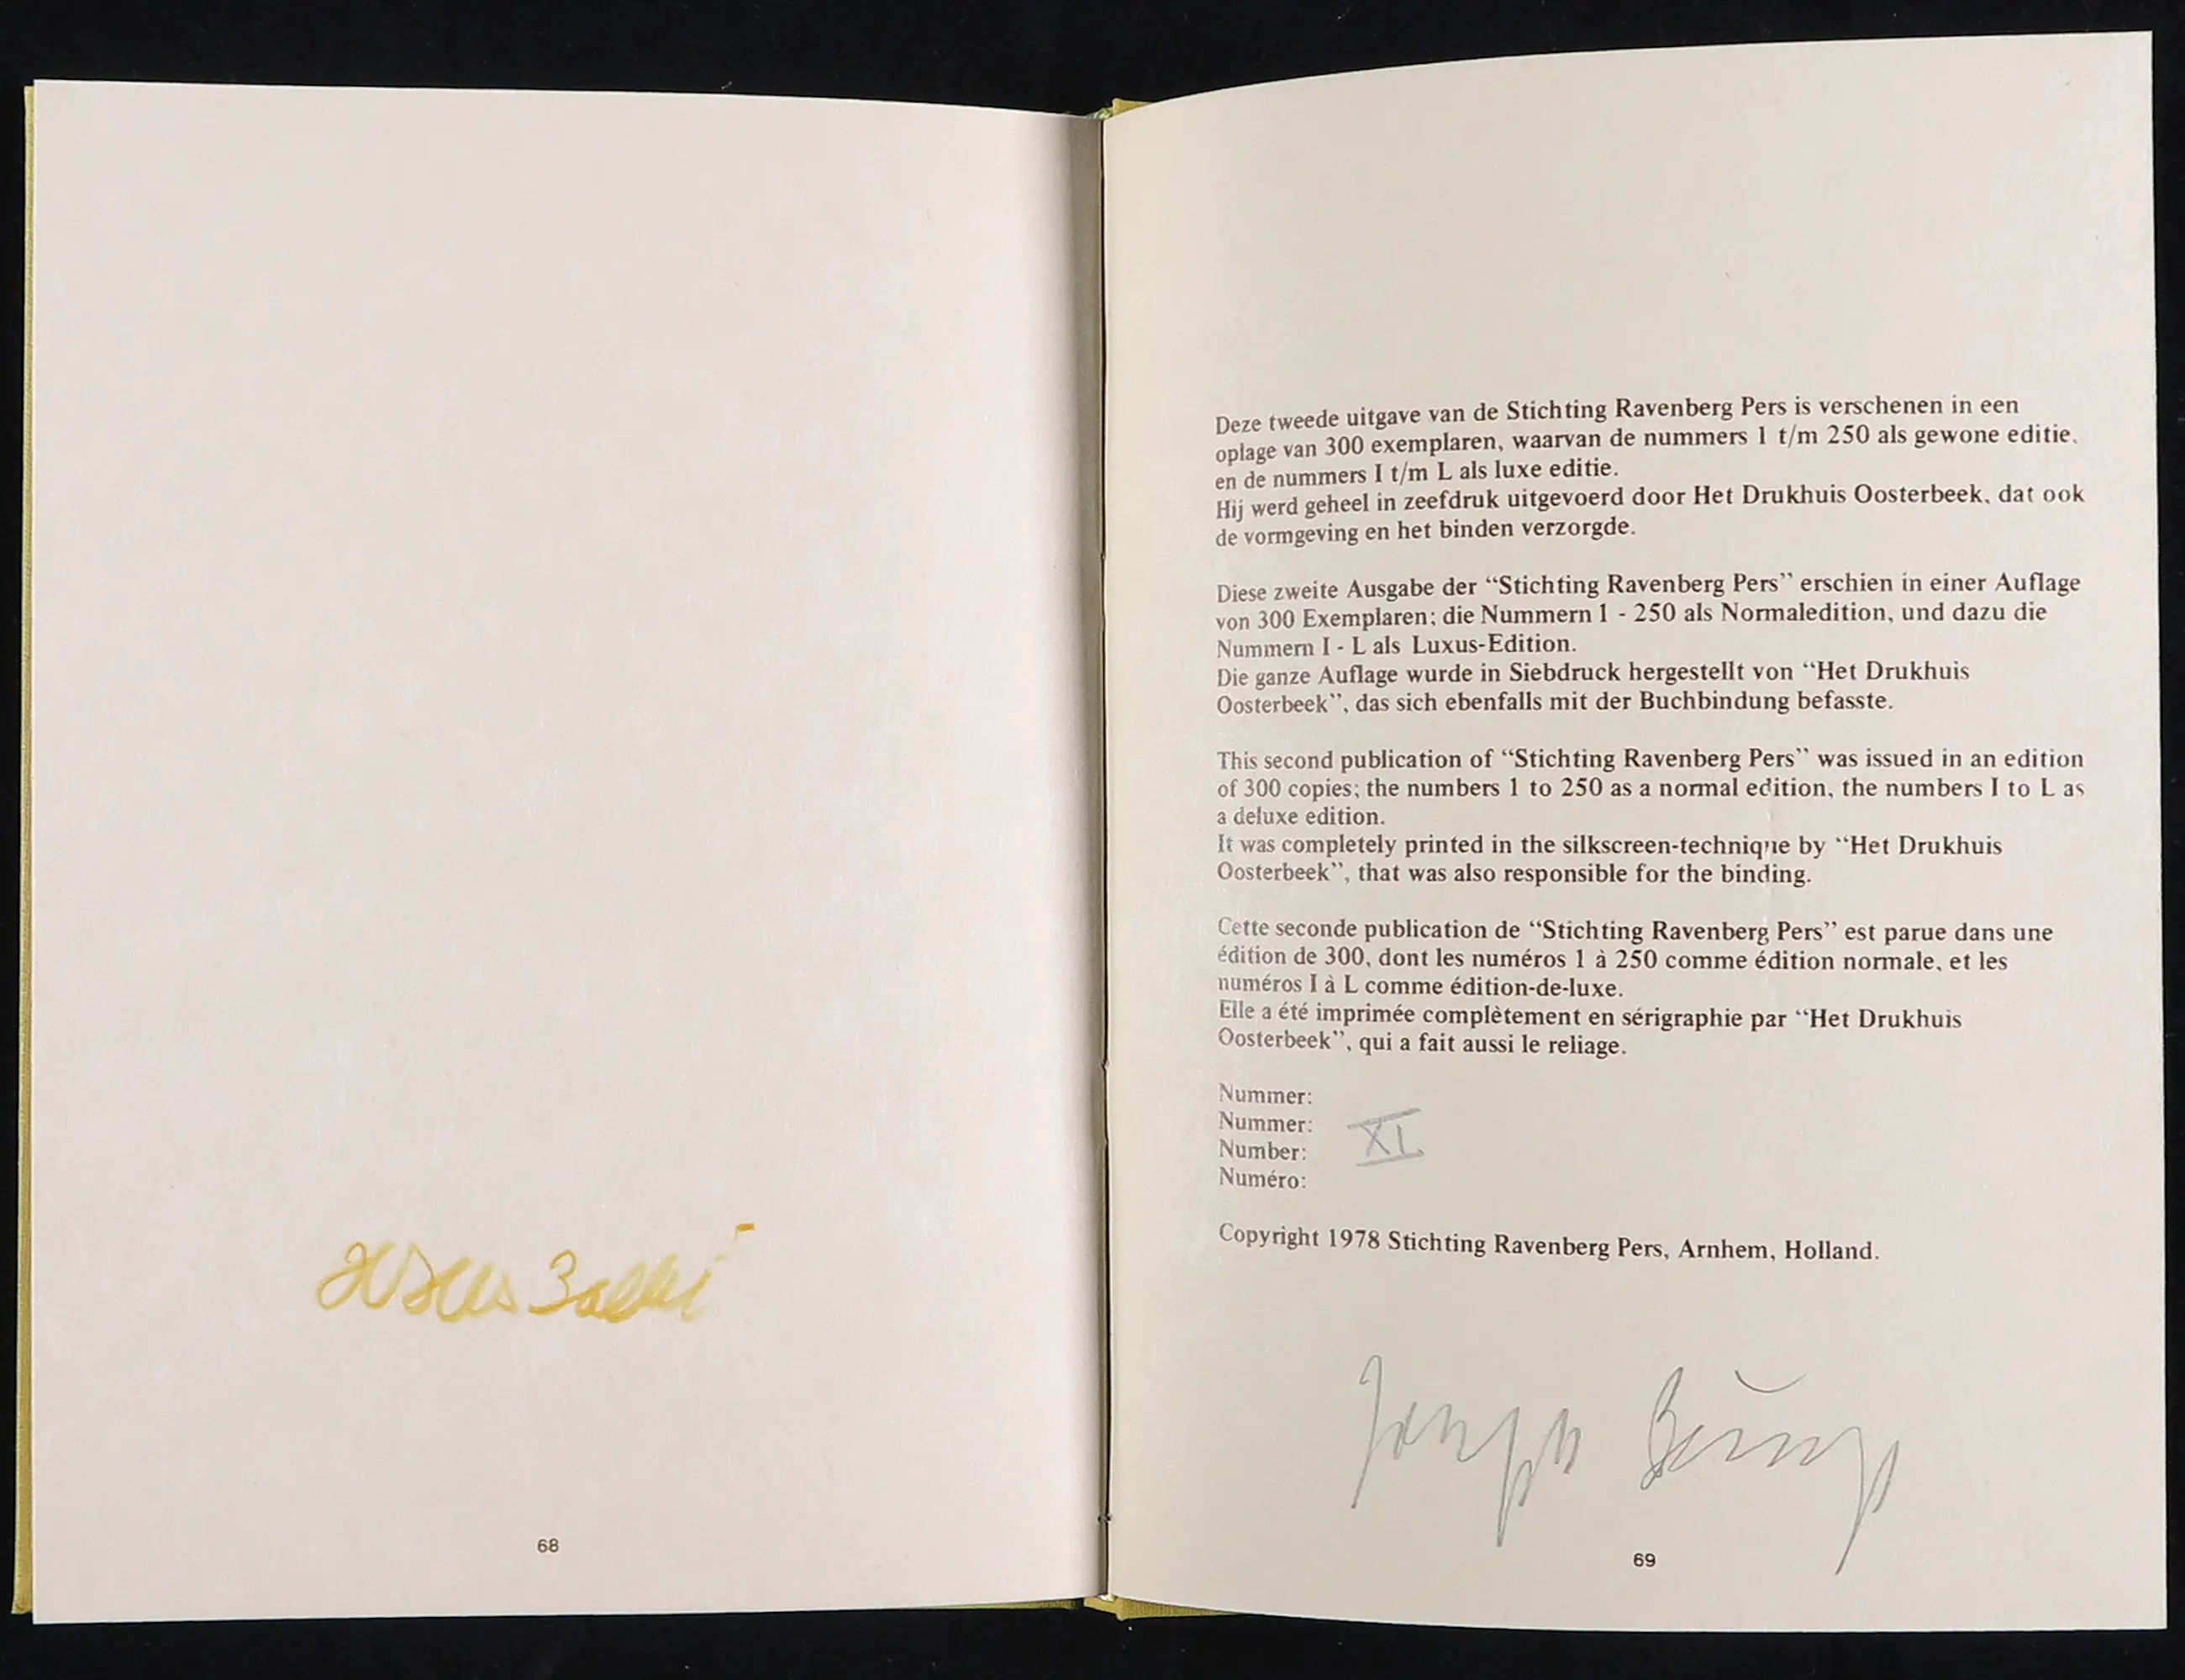 68
Deze tweede uitgave van de Stichting Ravenberg Pers is verschenen in een
oplage van 300 exemplaren, waarvan de nummers 1 t/m 250 als gewone editie,
en de nummers I t/m L als luxe editie.
Hij werd geheel in zeefdruk uitgevoerd door Het Drukhuis Oosterbeek, dat ook
de vormgeving en het binden verzorgde.
Diese zweite Ausgabe der “Stichting Ravenberg Pers” erschien in einer Auflage
von 300 Exemplaren; die Nummern 1 - 250 als Normaledition, und dazu die
Nummern I - L als Luxus-Edition.
Die ganze Auflage wurde in Siebdruck hergestellt von “Het Drukhuis
Oosterbeek”, das sich ebenfalls mit der Buchbindung befasste.
This second publication of “Stichting Ravenberg Pers” was issued in an edition
of 300 copies; the numbers 1 to 250 as a normal edition, the numbers I to L as
a deluxe edition.
It was completely printed in the silkscreen-technique by “Het Drukhuis
Oosterbeek”, that was also responsible for the binding.
Cette seconde publication de “Stichting Ravenberg Pers” est parue dans une
édition de 300, dont les numéros 1 à 250 comme édition normale, et les
numéros I à L comme édition-de-luxe.
Elle a été imprimée complètement en sérigraphie par “Het Drukhuis
Oosterbeek”, qui a fait aussi le reliage.
Nummer:
Nummer:
Number:
Numéro:
XL
Copyright 1978 Stichting Ravenberg Pers, Arnhem, Holland.
Joseph Beuys
69